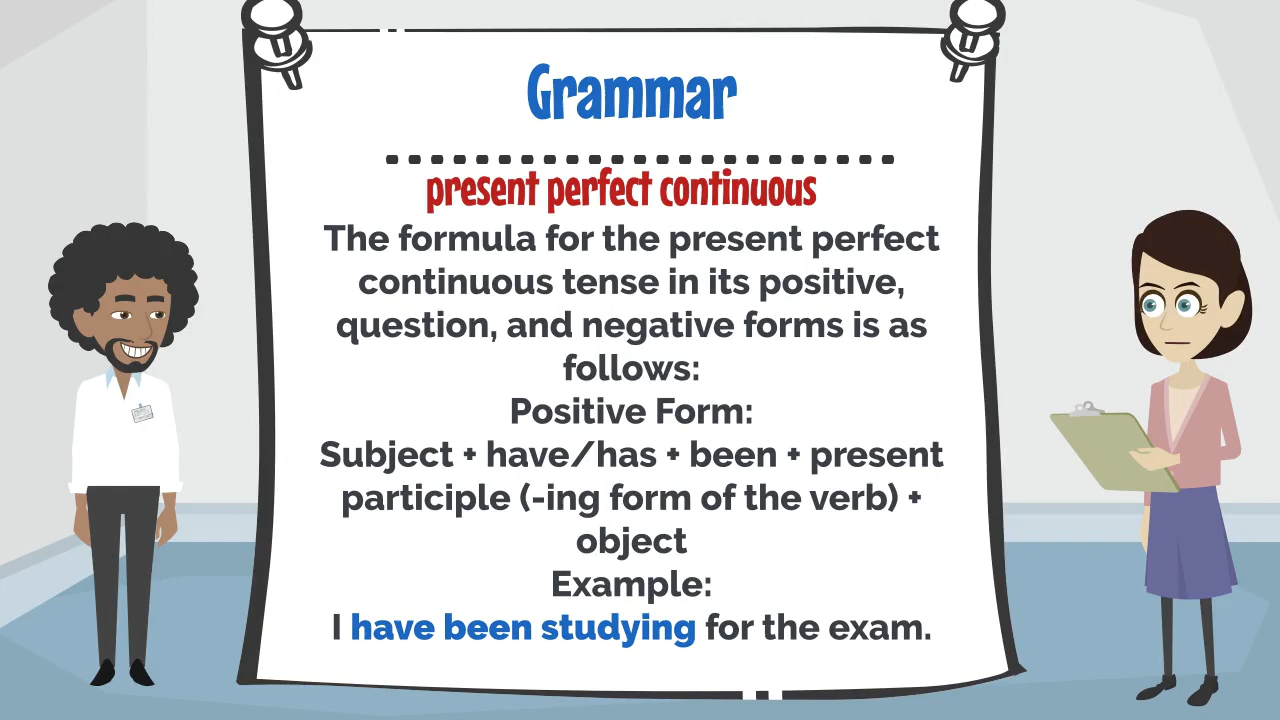 Grammar
present perfect continuous
The formula for the present perfect
continuous tense in its positive,
question, and negative forms is as
follows:
Positive Form:
Subject + have/has + been + present
participle (-ing form of the verb) +
object
Example:
I have been studying for the exam.